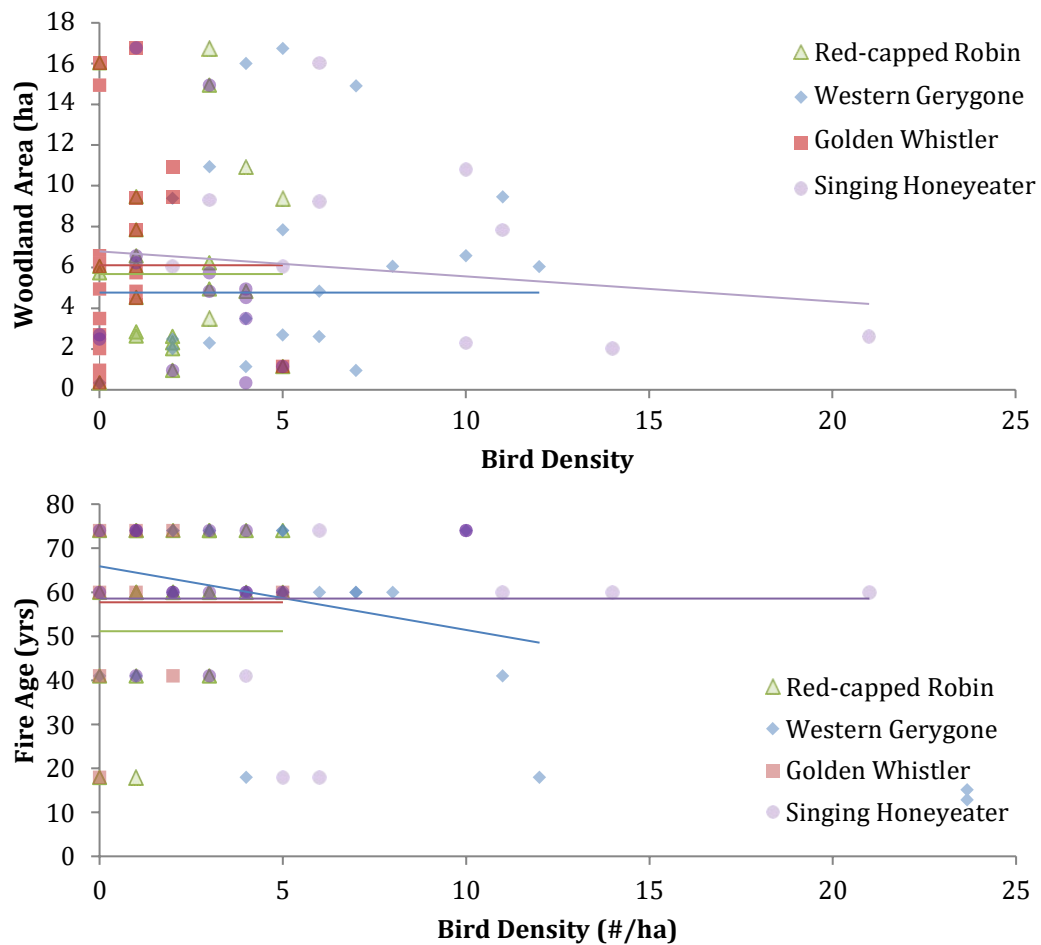 18
16
14
12
10
8
6
4
2
0
Woodland Area (ha)
Red-capped Robin
Western Gerygone
Golden Whistler
Singing Honeyeater
0 5 10 15 20 25
Bird Density
80
70
60
50
40
30
20
10
0
Fire Age (yrs)
Red-capped Robin
Western Gerygone
Golden Whistler
Singing Honeyeater
0 5 10 15 20 25
Bird Density (#/ha)